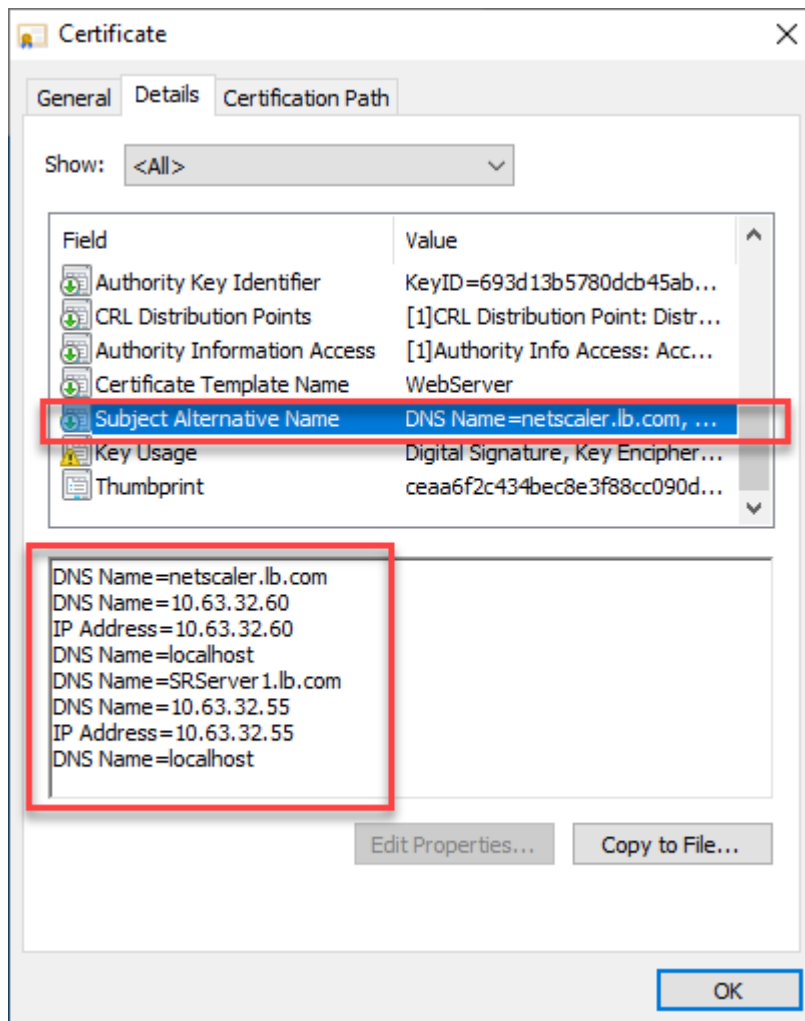 Certificate
General Details Certification Path
Show: <All>
Field Value
Authority Key Identifier KeyID=693d13b5780dcb45ab...
CRL Distribution Points [1]CRL Distribution Point: Distr...
Authority Information Access [1]Authority Info Access: Acc...
Certificate Template Name WebServer
Subject Alternative Name DNS Name=netscaler.lb.com, ...
Key Usage Digital Signature, Key Encipher...
Thumbprint ceaa6f2c434bec8e3f88cc090d...
DNS Name=netscaler.lb.com
DNS Name=10.63.32.60
IP Address=10.63.32.60
DNS Name=localhost
DNS Name=SRServer1.lb.com
DNS Name=10.63.32.55
IP Address=10.63.32.55
DNS Name=localhost
Edit Properties... Copy to File...
OK